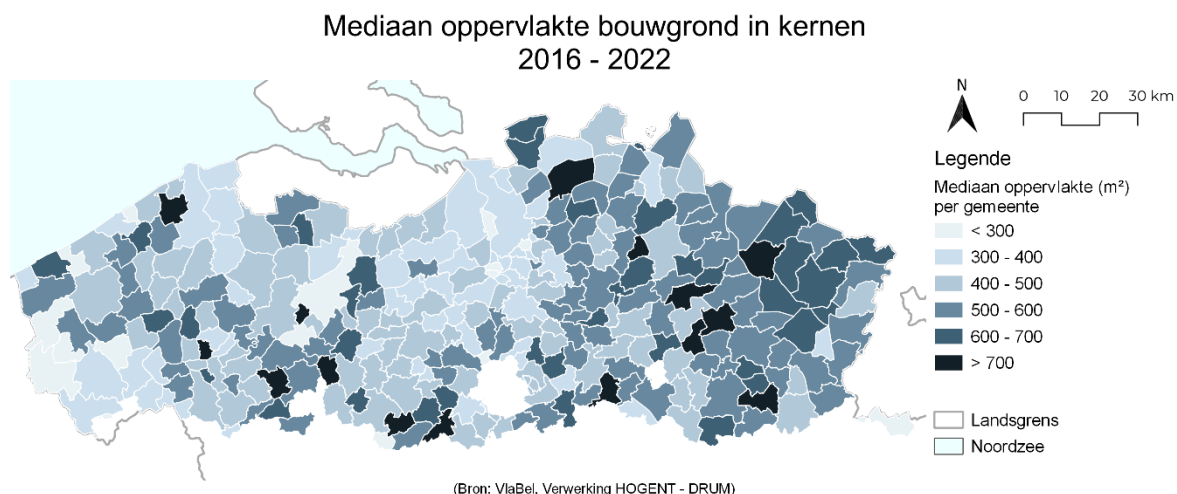 Mediaan oppervlakte bouwgrond in kernen
2016 - 2022
N
0 10 20 30 km
Legende
Mediaan oppervlakte (m²)
per gemeente
< 300
300 - 400
400 - 500
500 - 600
600 - 700
> 700
Landsgrens
Noordzee
(Bron: VlaBel, Verwerking HOGENT - DRUM)